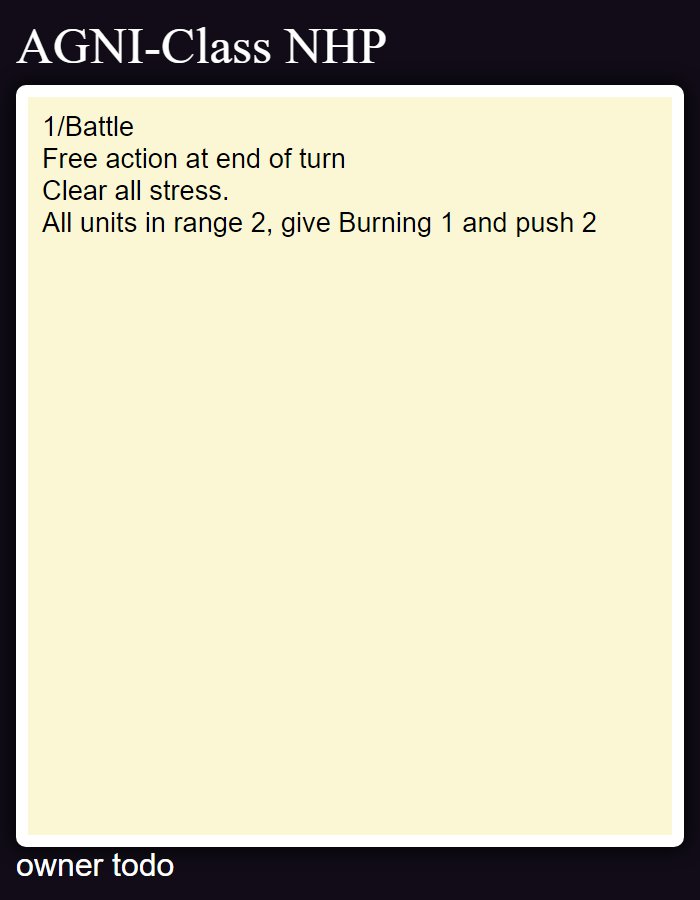 AGNI-Class NHP
1/Battle
Free action at end of turn
Clear all stress.
All units in range 2, give Burning 1 and push 2
owner todo